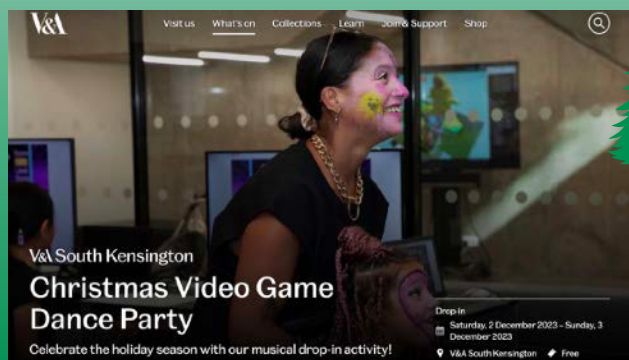 V&A
Visit us What's on Collections Learn Join & Support Shop
V&A South Kensington
Christmas Video Game
Dance Party
Celebrate the holiday season with our musical drop-in activity!
Drop-in
Saturday, 2 December 2023 – Sunday, 3
December 2023
V&A South Kensington Free